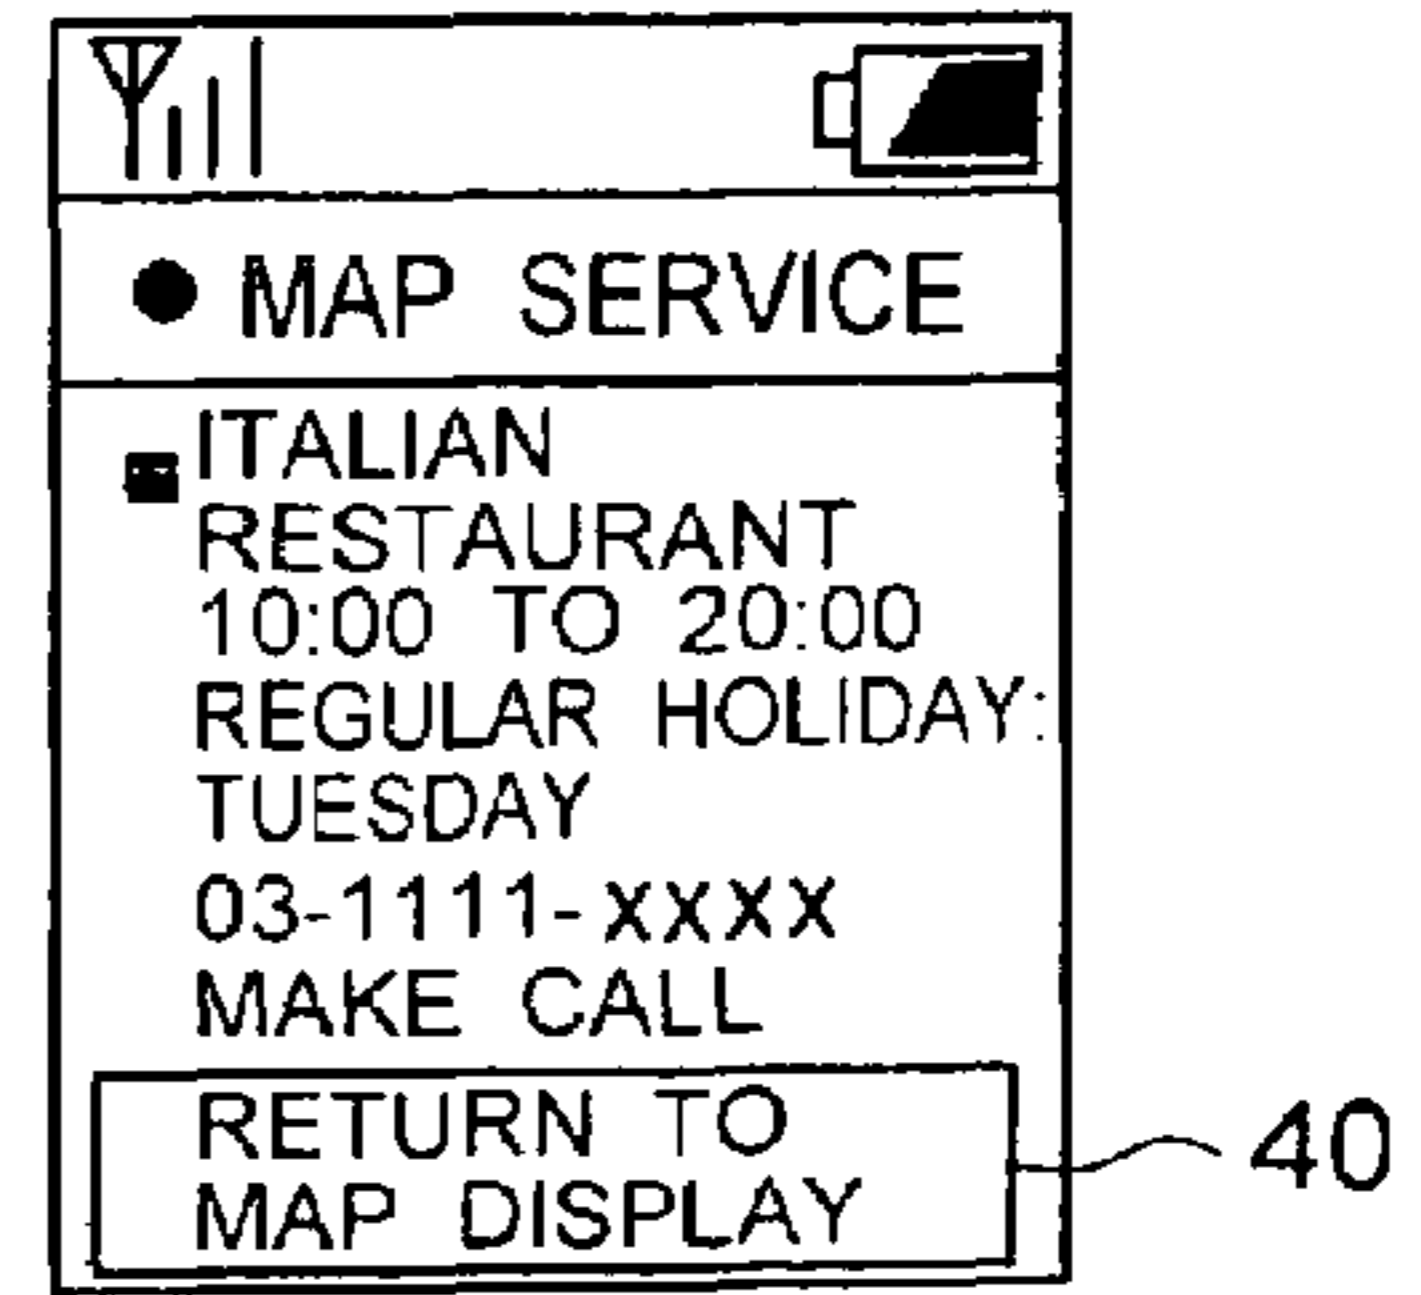 MAP SERVICE
ITALIAN
RESTAURANT
10:00 TO 20:00
REGULAR HOLIDAY:
TUESDAY
03-1111-xxxx
MAKE CALL
RETURN TO
MAP DISPLAY
40